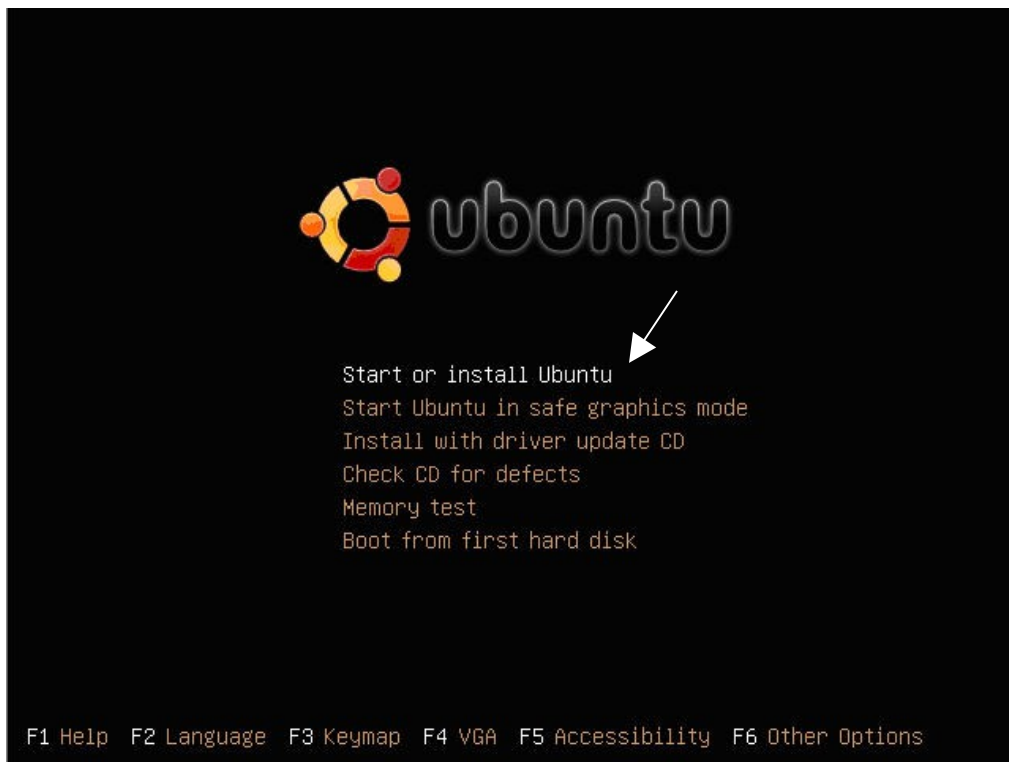 ubuntu
Start or install Ubuntu
Start Ubuntu in safe graphics mode
Install with driver update CD
Check CD for defects
Memory test
Boot from first hard disk
F1 Help F2 Language F3 Keymap F4 VGA F5 Accessibility F6 Other Options